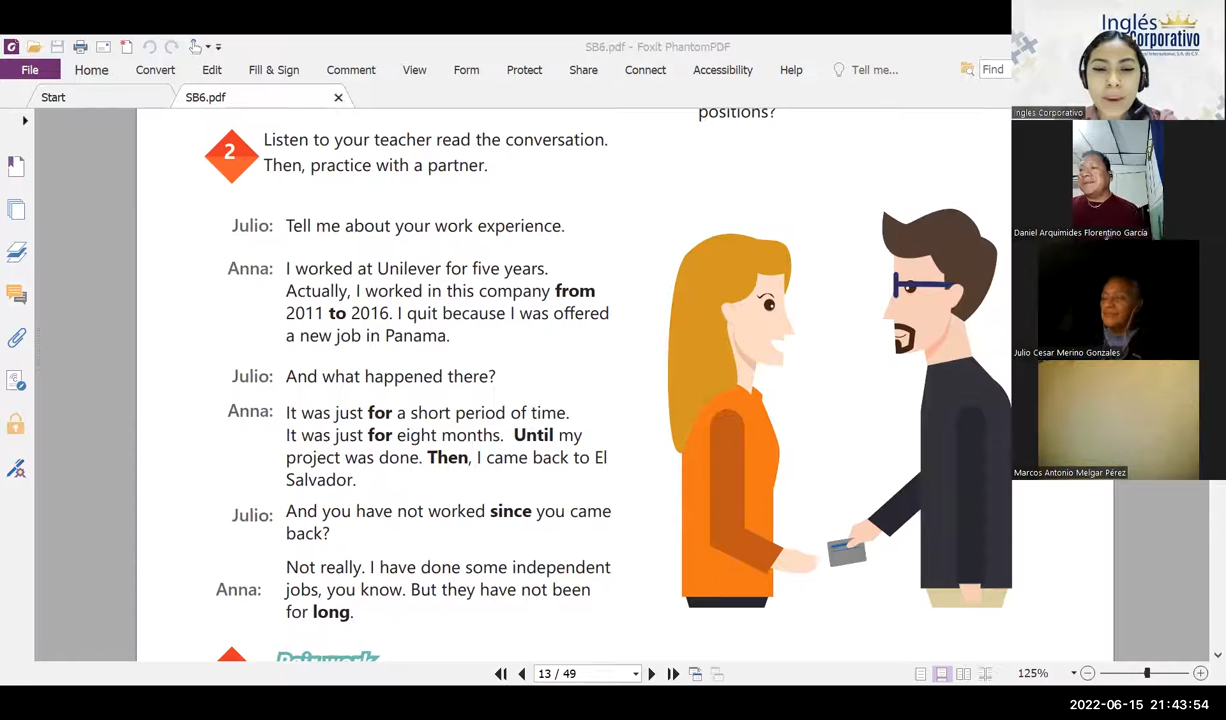 SB6.pdf - Foxit PhantomPDF
File Home Convert Edit Fill & Sign Comment View Form Protect Share Connect Accessibility Help Tell me... Find
Start SB6.pdf
positions?
2 Listen to your teacher read the conversation.
Then, practice with a partner.
Julio: Tell me about your work experience.
Anna: I worked at Unilever for five years.
Actually, I worked in this company from
2011 to 2016. I quit because I was offered
a new job in Panama.
Julio: And what happened there?
Anna: It was just for a short period of time.
It was just for eight months. Until my
project was done. Then, I came back to El
Salvador.
Julio: And you have not worked since you came
back?
Not really. I have done some independent
Anna: jobs, you know. But they have not been
for long.
Pair work
13 / 49
125%
Inglés
Corporativo
Ingles Corporativo
Daniel Arquimides Florentino García
Julio Cesar Merino Gonzales
Marcos Antonio Melgar Pérez
2022-06-15 21:43:54